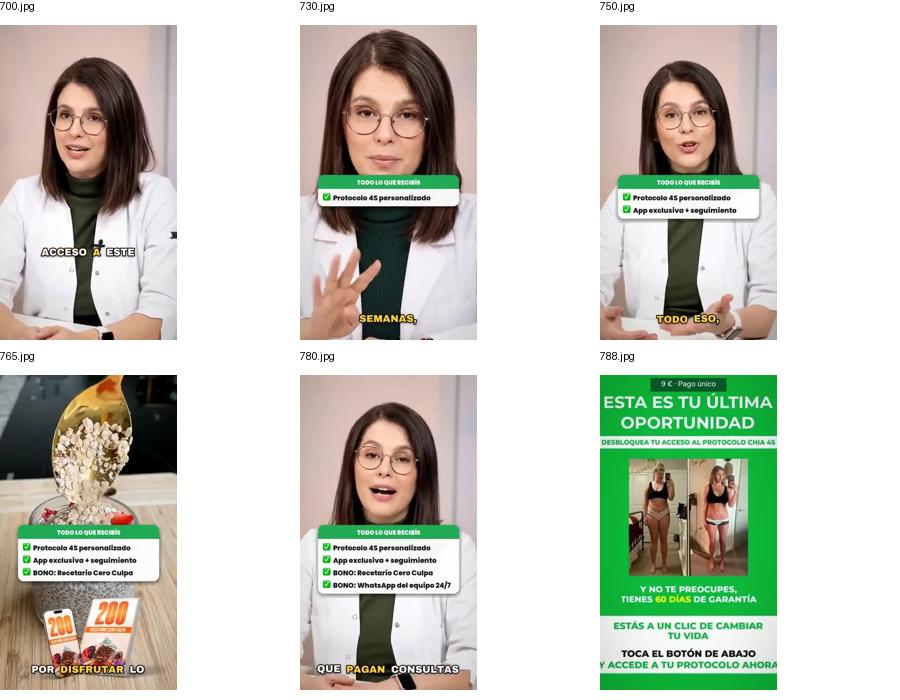 700.jpg
730.jpg
750.jpg
ACCESO A ESTE
TODO LO QUE RECIBÍS
Protocolo 4S personalizado
SEMANAS,
TODO LO QUE RECIBÍS
Protocolo 4S personalizado
App exclusiva + seguimiento
TODO ESO,
765.jpg
780.jpg
788.jpg
TODO LO QUE RECIBÍS
Protocolo 4S personalizado
App exclusiva + seguimiento
BONO: Recetario Cero Culpa
200
200
RECETARIO CERO CULPA
POR DISFRUTAR LO
TODO LO QUE RECIBÍS
Protocolo 4S personalizado
App exclusiva + seguimiento
BONO: Recetario Cero Culpa
BONO: WhatsApp del equipo 24/7
QUE PAGAN CONSULTAS
9 € · Pago único
ESTA ES TU ÚLTIMA
OPORTUNIDAD
DESBLOQUEA TU ACCESO AL PROTOCOLO CHIA 4S
Y NO TE PREOCUPES,
TIENES 60 DÍAS DE GARANTÍA
ESTÁS A UN CLIC DE CAMBIAR
TU VIDA
TOCA EL BOTÓN DE ABAJO
Y ACCEDE A TU PROTOCOLO AHORA